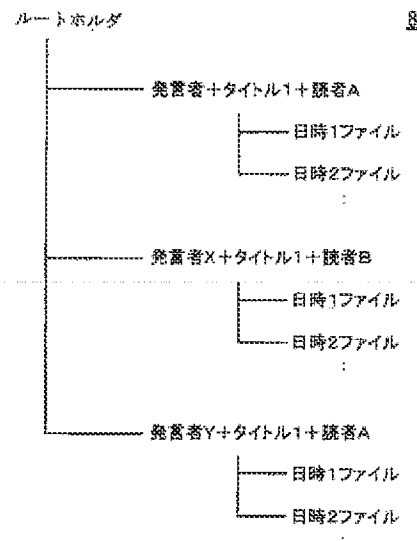 ルートホルダ
8
発言者+タイトル1+読者A
日時1ファイル
日時2ファイル
:
発言者X+タイトル1+読者B
日時1ファイル
日時2ファイル
:
発言者Y+タイトル1+読者A
日時1ファイル
日時2ファイル